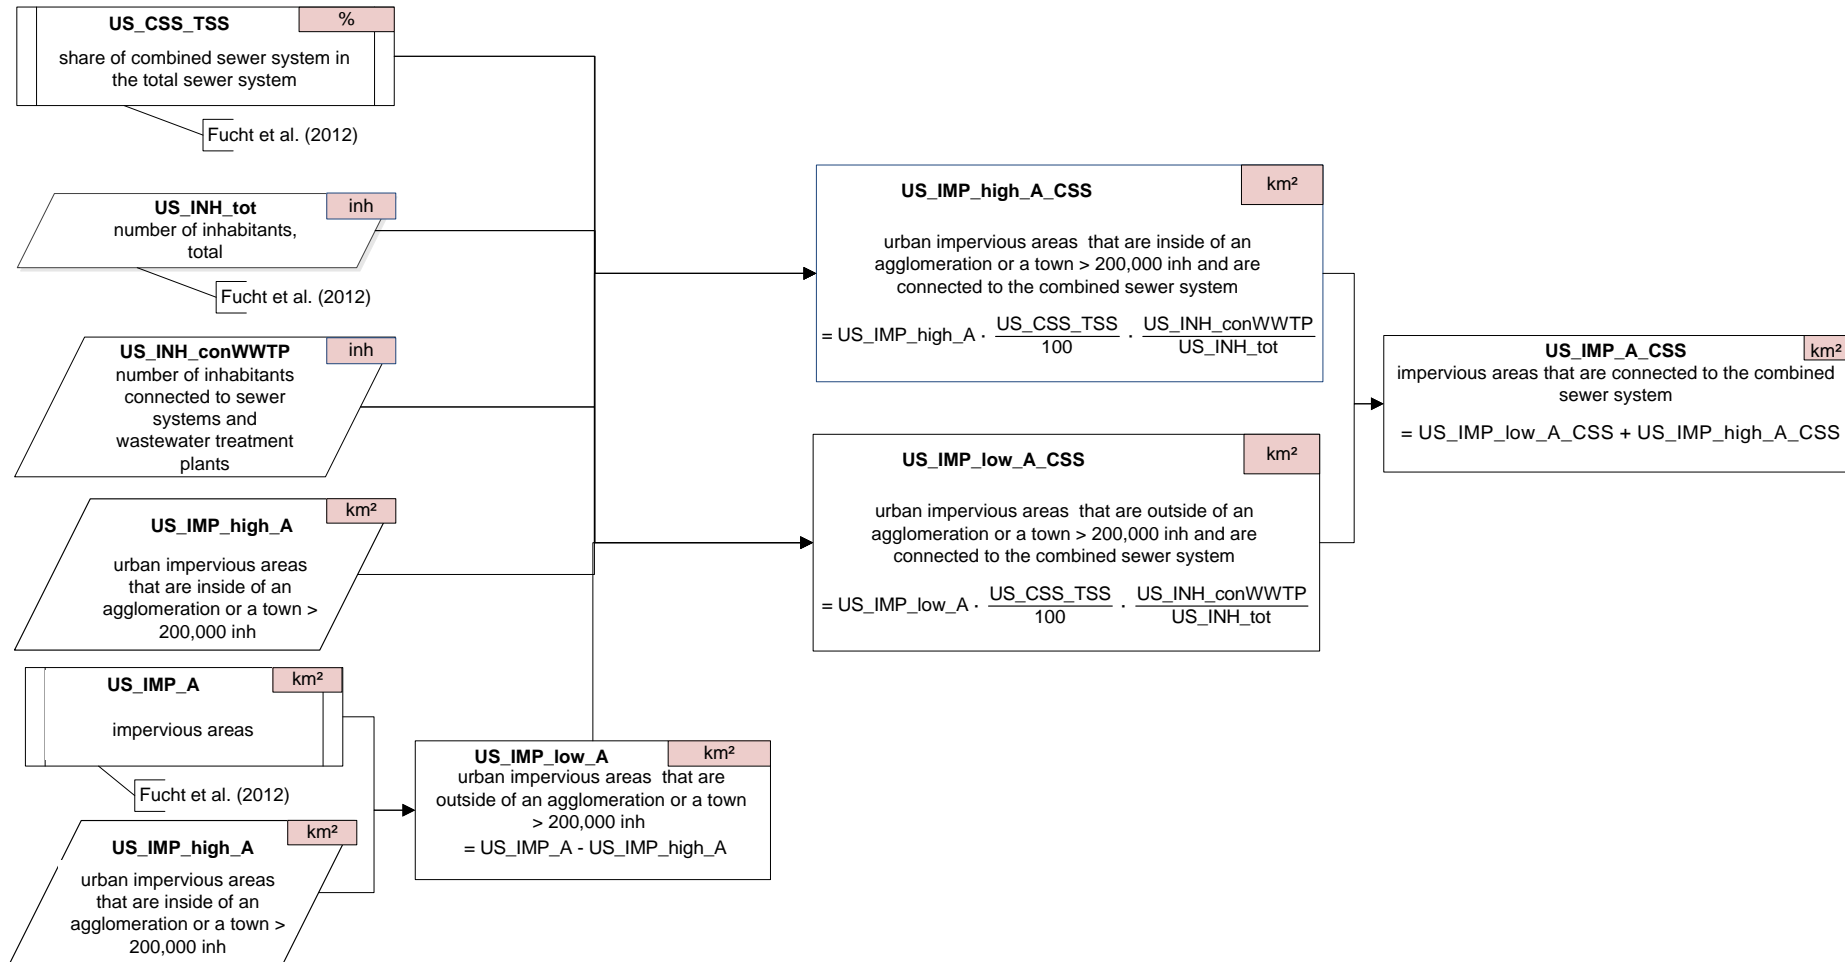 US_CSS_TSS
%
share of combined sewer system in
the total sewer system
Fucht et al. (2012)
US_INH_tot
inh
number of inhabitants,
total
Fucht et al. (2012)
US_INH_conWWTP
inh
number of inhabitants
connected to sewer
systems and
wastewater treatment
plants
US_IMP_high_A
km²
urban impervious areas
that are inside of an
agglomeration or a town >
200,000 inh
US_IMP_A
km²
impervious areas
Fucht et al. (2012)
US_IMP_high_A
km²
urban impervious areas
that are inside of an
agglomeration or a town >
200,000 inh
US_IMP_low_A
km²
urban impervious areas that are
outside of an agglomeration or a town
> 200,000 inh
= US_IMP_A - US_IMP_high_A
US_IMP_high_A_CSS
km²
urban impervious areas that are inside of an
agglomeration or a town > 200,000 inh and are
connected to the combined sewer system
= US_IMP_high_A · US_CSS_TSS / 100 · US_INH_conWWTP / US_INH_tot
US_IMP_low_A_CSS
km²
urban impervious areas that are outside of an
agglomeration or a town > 200,000 inh and are
connected to the combined sewer system
= US_IMP_low_A · US_CSS_TSS / 100 · US_INH_conWWTP / US_INH_tot
US_IMP_A_CSS
km²
impervious areas that are connected to the combined
sewer system
= US_IMP_low_A_CSS + US_IMP_high_A_CSS